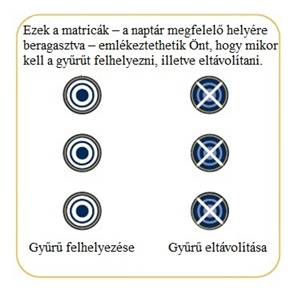 Ezek a matricák – a naptár megfelelő helyére
beragasztva – emlékeztethetik Önt, hogy mikor
kell a gyűrűt felhelyezni, illetve eltávolítani.
Gyűrű felhelyezése Gyűrű eltávolítása